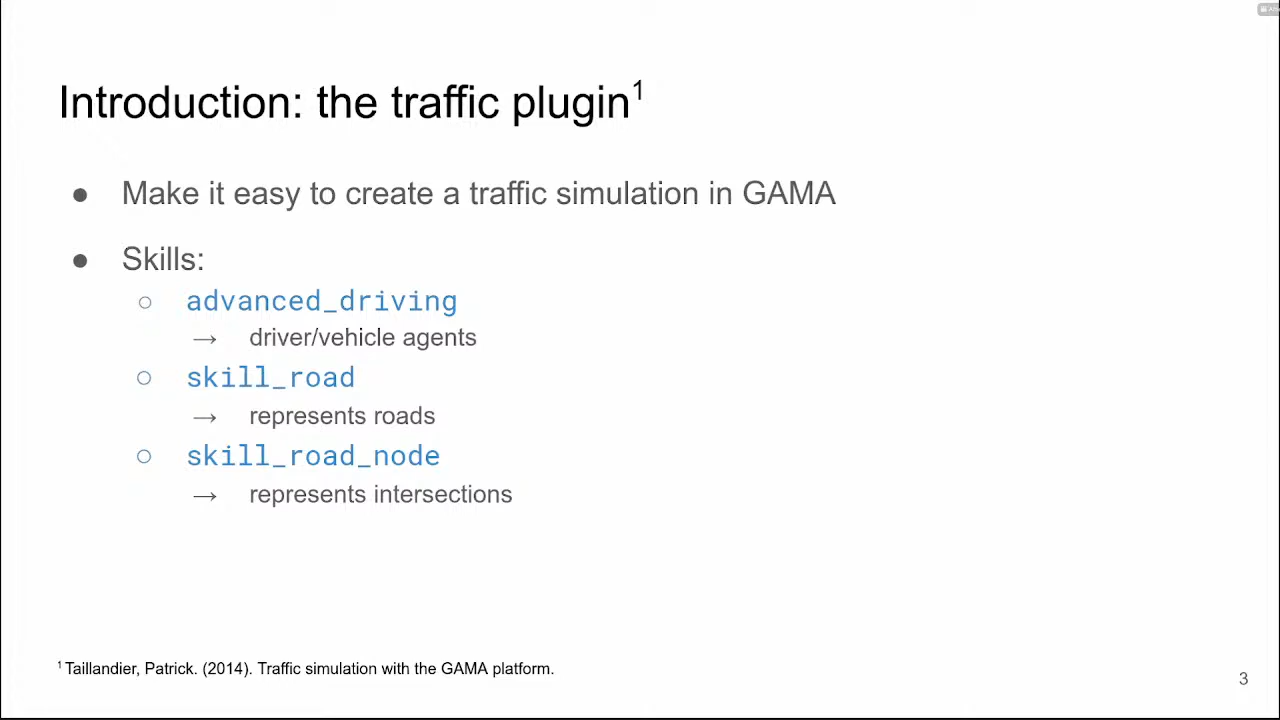 Introduction: the traffic plugin¹
● Make it easy to create a traffic simulation in GAMA
● Skills:
○ advanced_driving
→ driver/vehicle agents
○ skill_road
→ represents roads
○ skill_road_node
→ represents intersections
¹ Taillandier, Patrick. (2014). Traffic simulation with the GAMA platform.
3